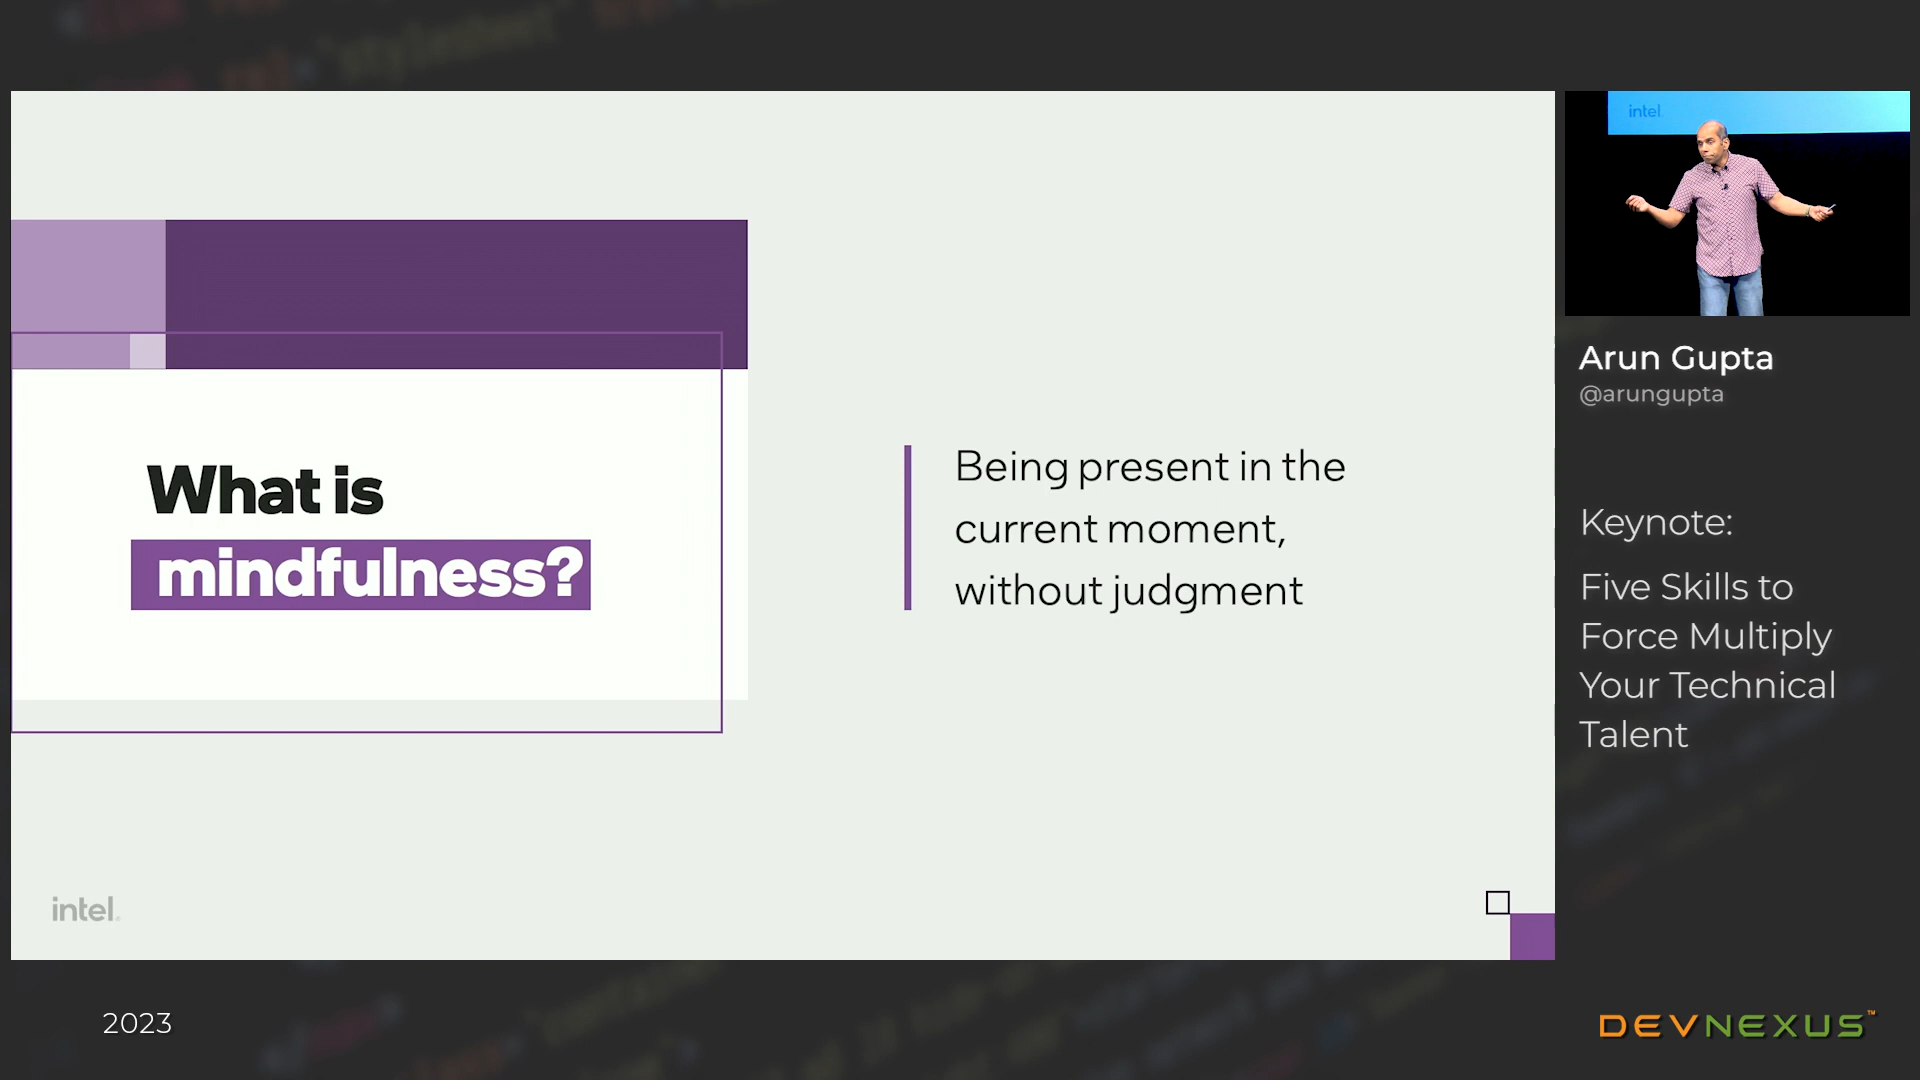 What is
mindfulness?
Being present in the
current moment,
without judgment
intel.
intel
Arun Gupta
@arungupta
Keynote:
Five Skills to
Force Multiply
Your Technical
Talent
2023
DEVNEXUS™